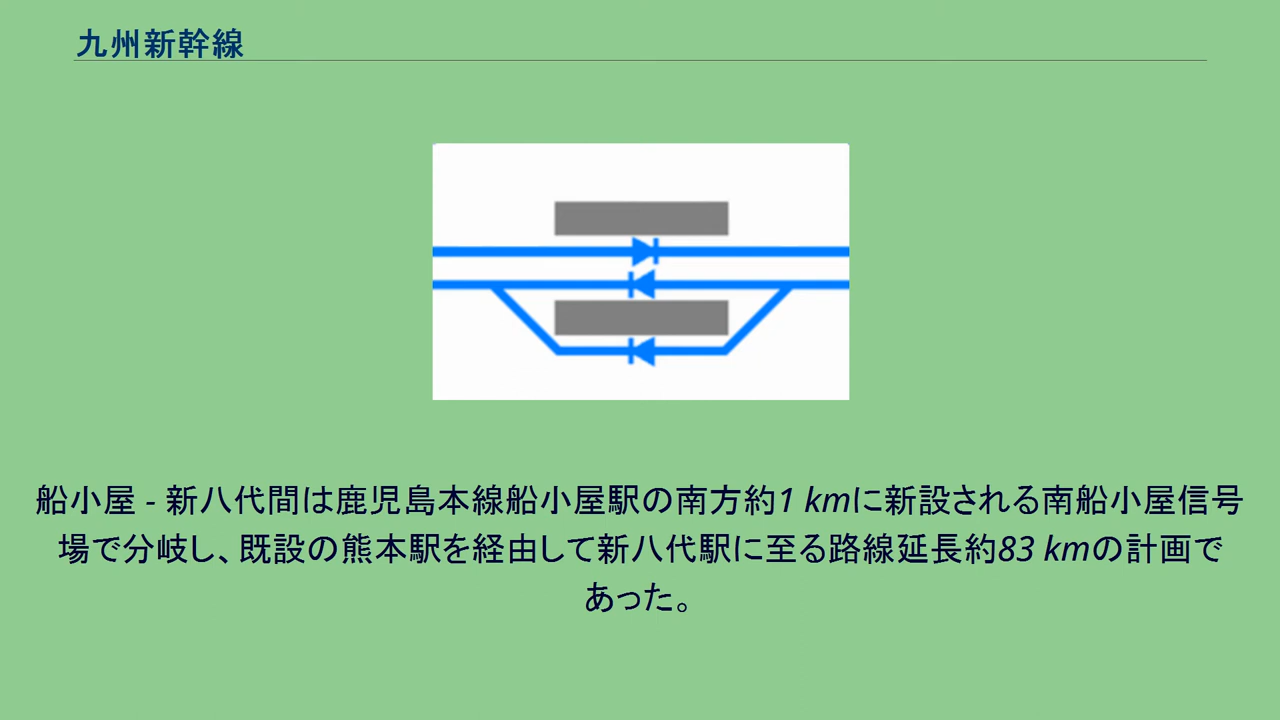 九州新幹線
船小屋 - 新八代間は鹿児島本線船小屋駅の南方約1 kmに新設される南船小屋信号
場で分岐し、既設の熊本駅を経由して新八代駅に至る路線延長約83 kmの計画で
あった。